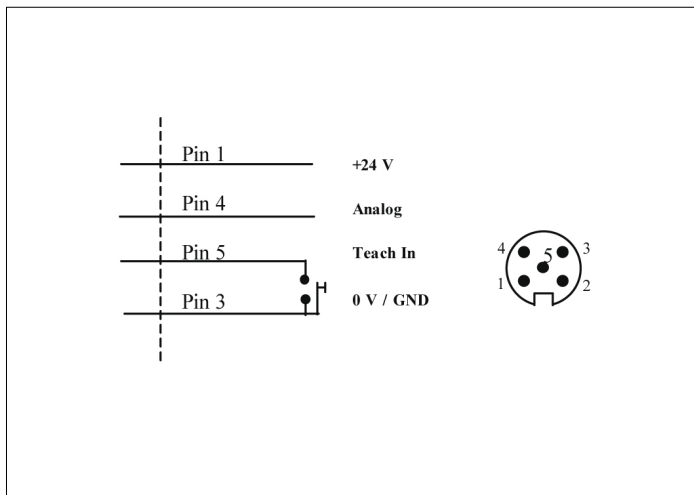 Pin 1
+24 V
Pin 4
Analog
Pin 5
Teach In
Pin 3
0 V / GND
4
5
3
1
2